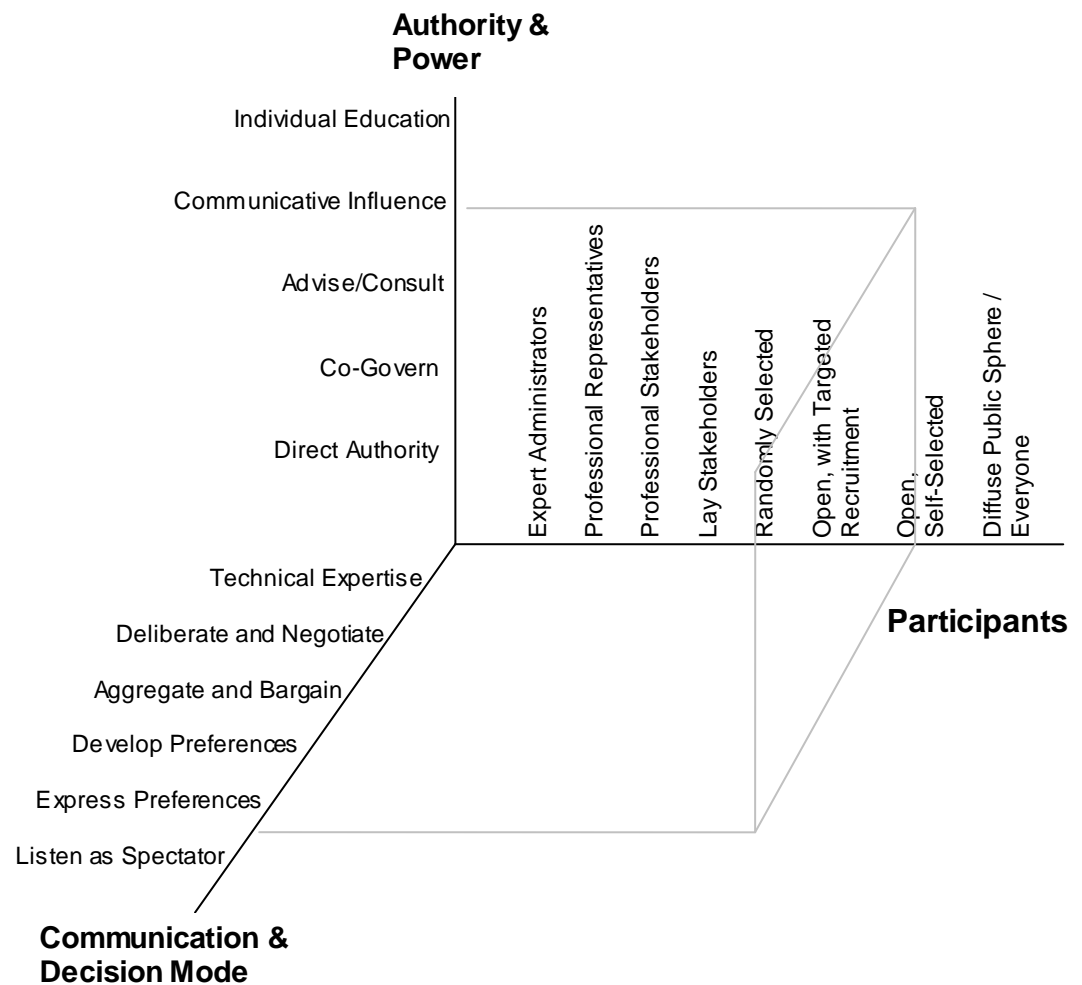 Authority &
Power
Individual Education
Communicative Influence
Advise/Consult
Co-Govern
Direct Authority
Expert Administrators
Professional Representatives
Professional Stakeholders
Lay Stakeholders
Randomly Selected
Open, with Targeted
Recruitment
Open,
Self-Selected
Diffuse Public Sphere /
Everyone
Participants
Technical Expertise
Deliberate and Negotiate
Aggregate and Bargain
Develop Preferences
Express Preferences
Listen as Spectator
Communication &
Decision Mode